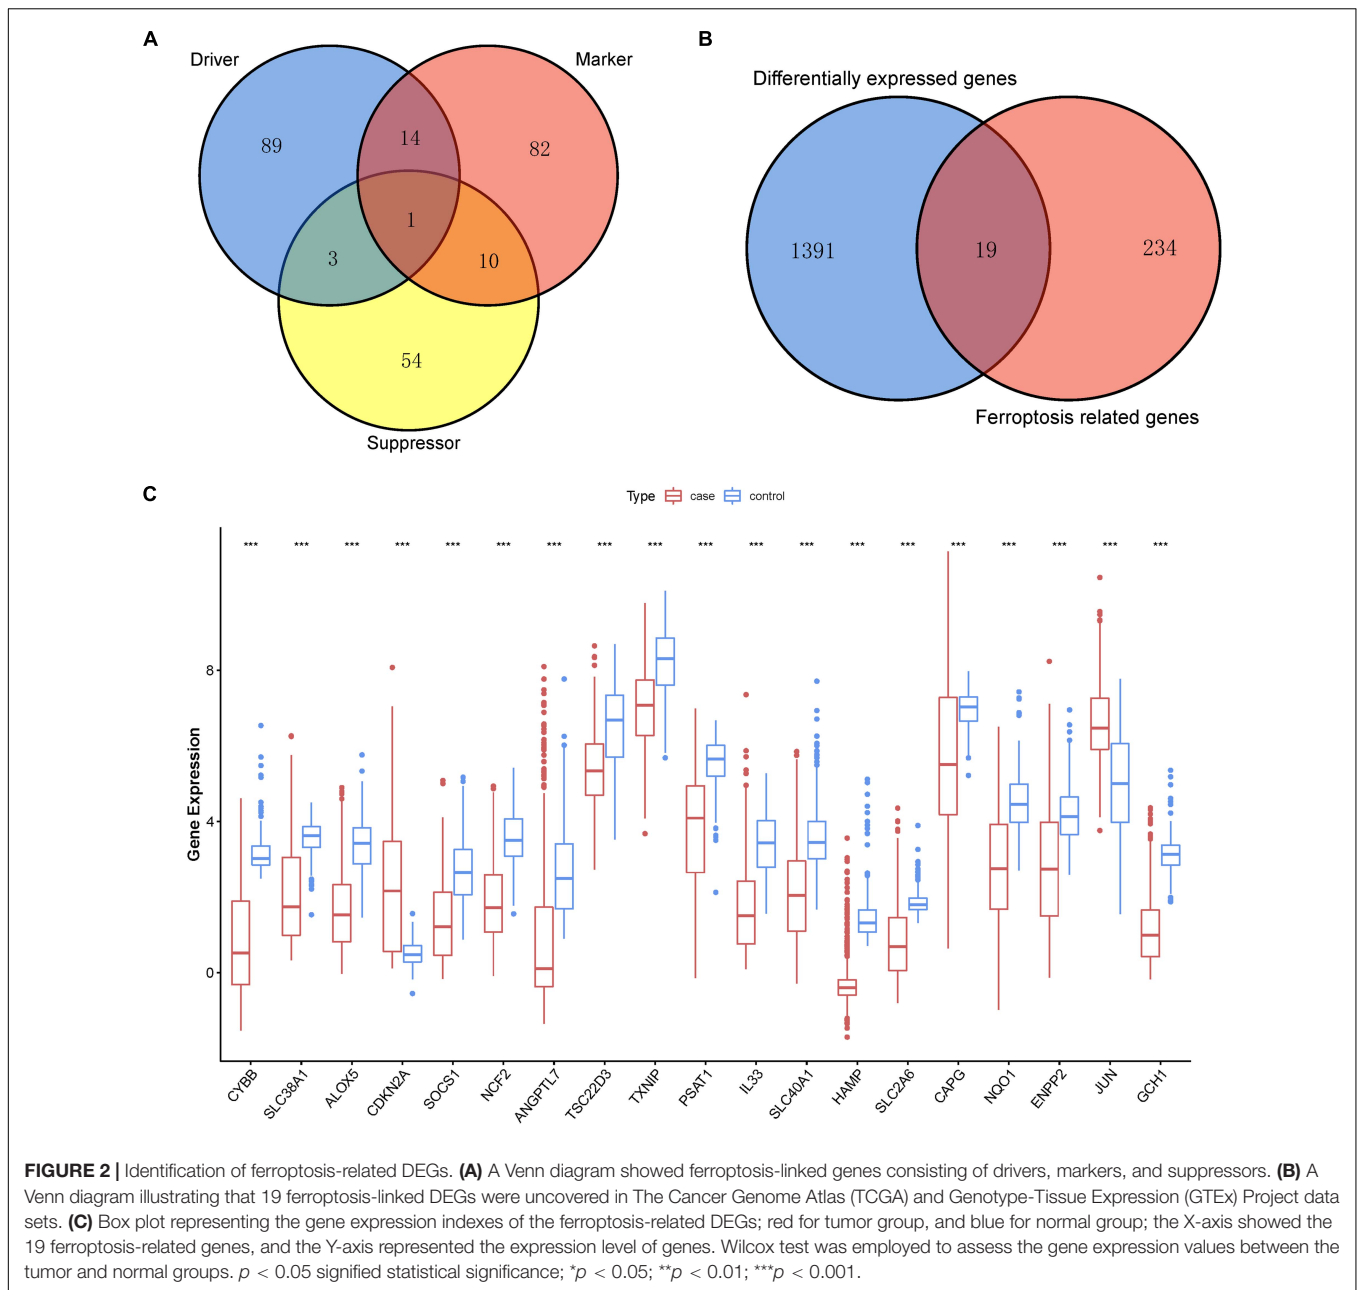 A
Driver
Marker
89
14
82
1
3
10
54
Suppressor
B
Differentially expressed genes
1391
19
234
Ferroptosis related genes
C
Type case control
*** *** *** *** *** *** *** *** *** *** *** *** *** *** *** *** *** *** ***
Gene Expression
8
4
0
CYBB
SLC38A1
ALOX5
CDKN2A
SOCS1
NCF2
ANGPTL7
TSC22D3
TXNIP
PSAT1
IL33
SLC40A1
HAMP
SLC2A6
CAPG
NQO1
ENPP2
JUN
GCH1
FIGURE 2 | Identification of ferroptosis-related DEGs. (A) A Venn diagram showed ferroptosis-linked genes consisting of drivers, markers, and suppressors. (B) A
Venn diagram illustrating that 19 ferroptosis-linked DEGs were uncovered in The Cancer Genome Atlas (TCGA) and Genotype-Tissue Expression (GTEx) Project data
sets. (C) Box plot representing the gene expression indexes of the ferroptosis-related DEGs; red for tumor group, and blue for normal group; the X-axis showed the
19 ferroptosis-related genes, and the Y-axis represented the expression level of genes. Wilcox test was employed to assess the gene expression values between the
tumor and normal groups. p < 0.05 signified statistical significance; *p < 0.05; **p < 0.01; ***p < 0.001.